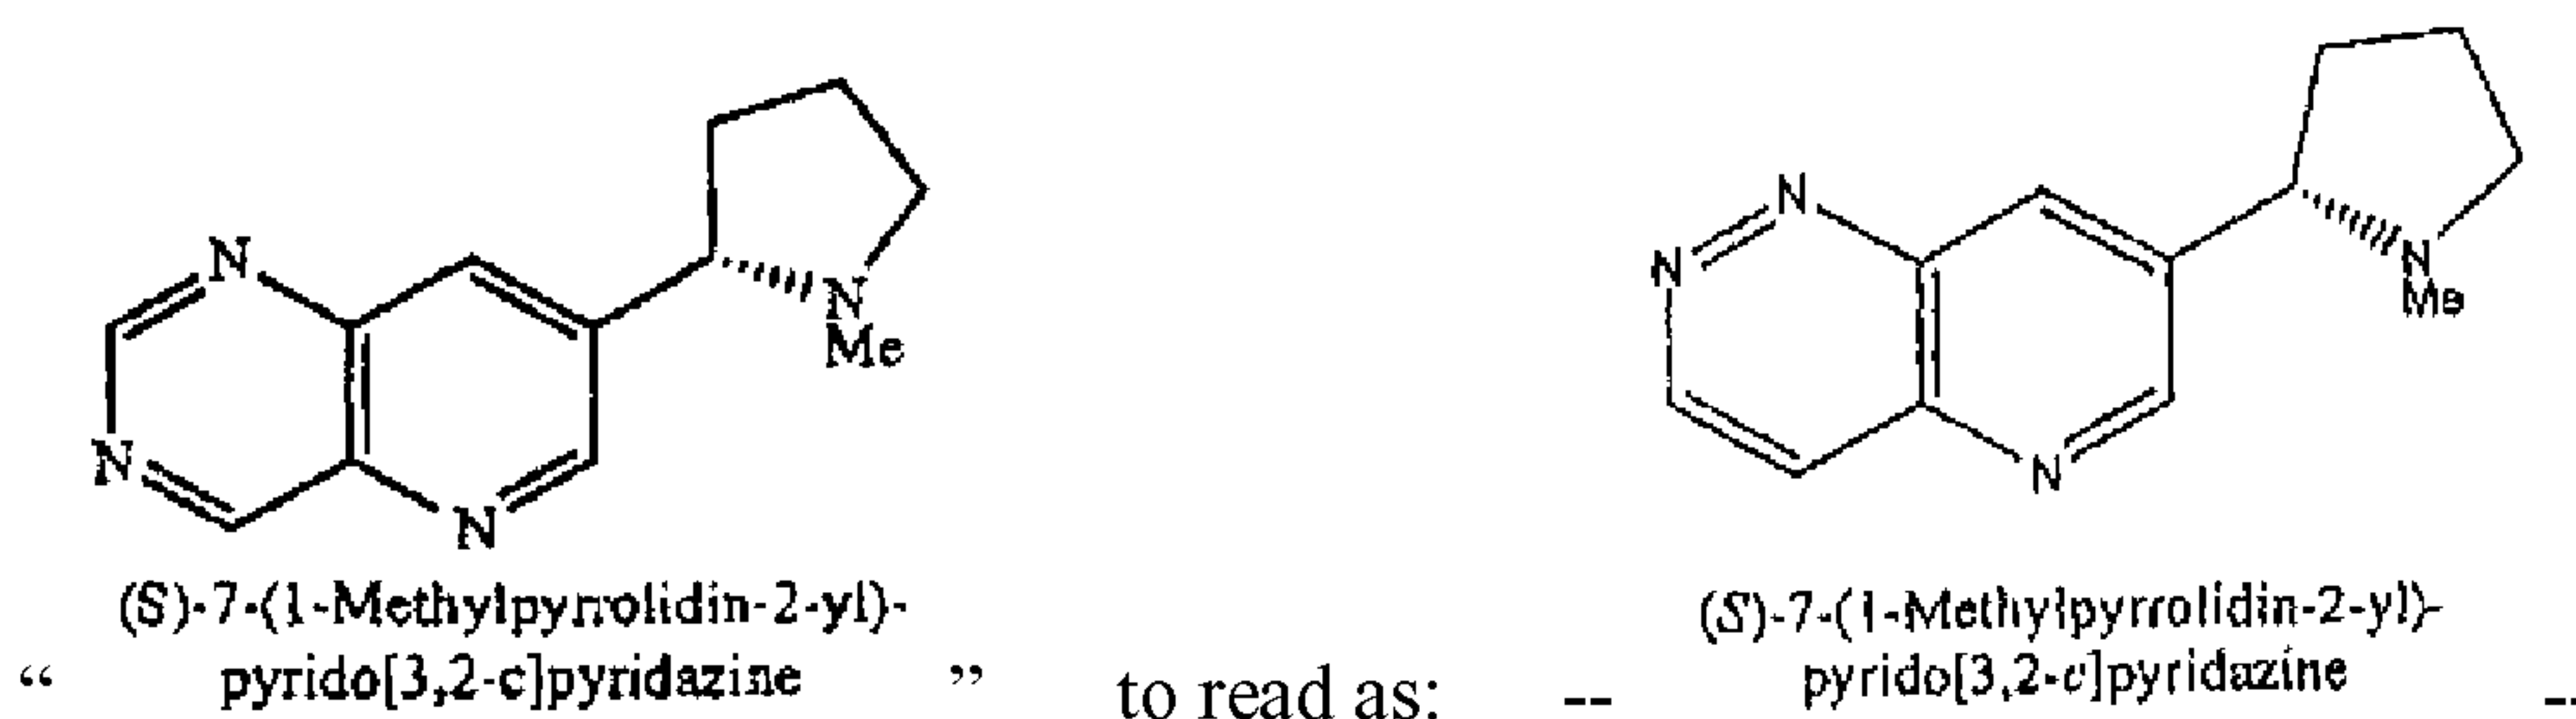 N
N
N
N
Me
(S)-7-(1-Methylpyrrolidin-2-yl)-
“ pyrido[3,2-c]pyridazine ” to read as: --
N
N
N
N
Me
(S)-7-(1-Methylpyrrolidin-2-yl)-
pyrido[3,2-c]pyridazine --